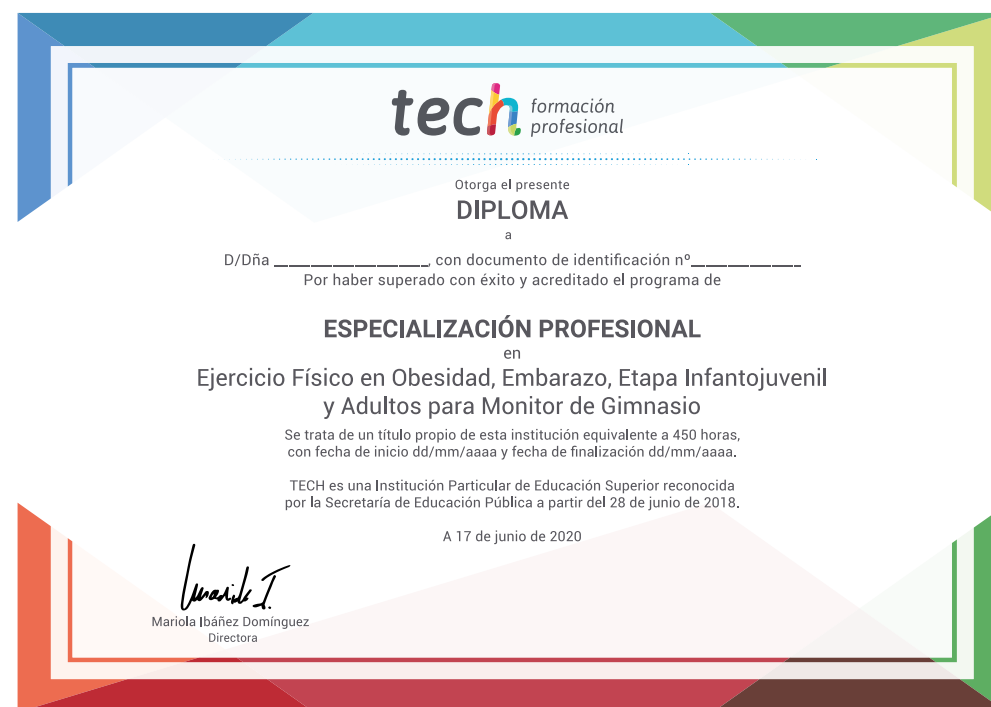 tech formación
profesional
Otorga el presente
DIPLOMA
a
D/Dña ____________________, con documento de identificación nº______________
Por haber superado con éxito y acreditado el programa de
ESPECIALIZACIÓN PROFESIONAL
en
Ejercicio Físico en Obesidad, Embarazo, Etapa Infantojuvenil
y Adultos para Monitor de Gimnasio
Se trata de un título propio de esta institución equivalente a 450 horas,
con fecha de inicio dd/mm/aaaa y fecha de finalización dd/mm/aaaa.
TECH es una Institución Particular de Educación Superior reconocida
por la Secretaría de Educación Pública a partir del 28 de junio de 2018.
A 17 de junio de 2020
Mariola Ibáñez Domínguez
Directora